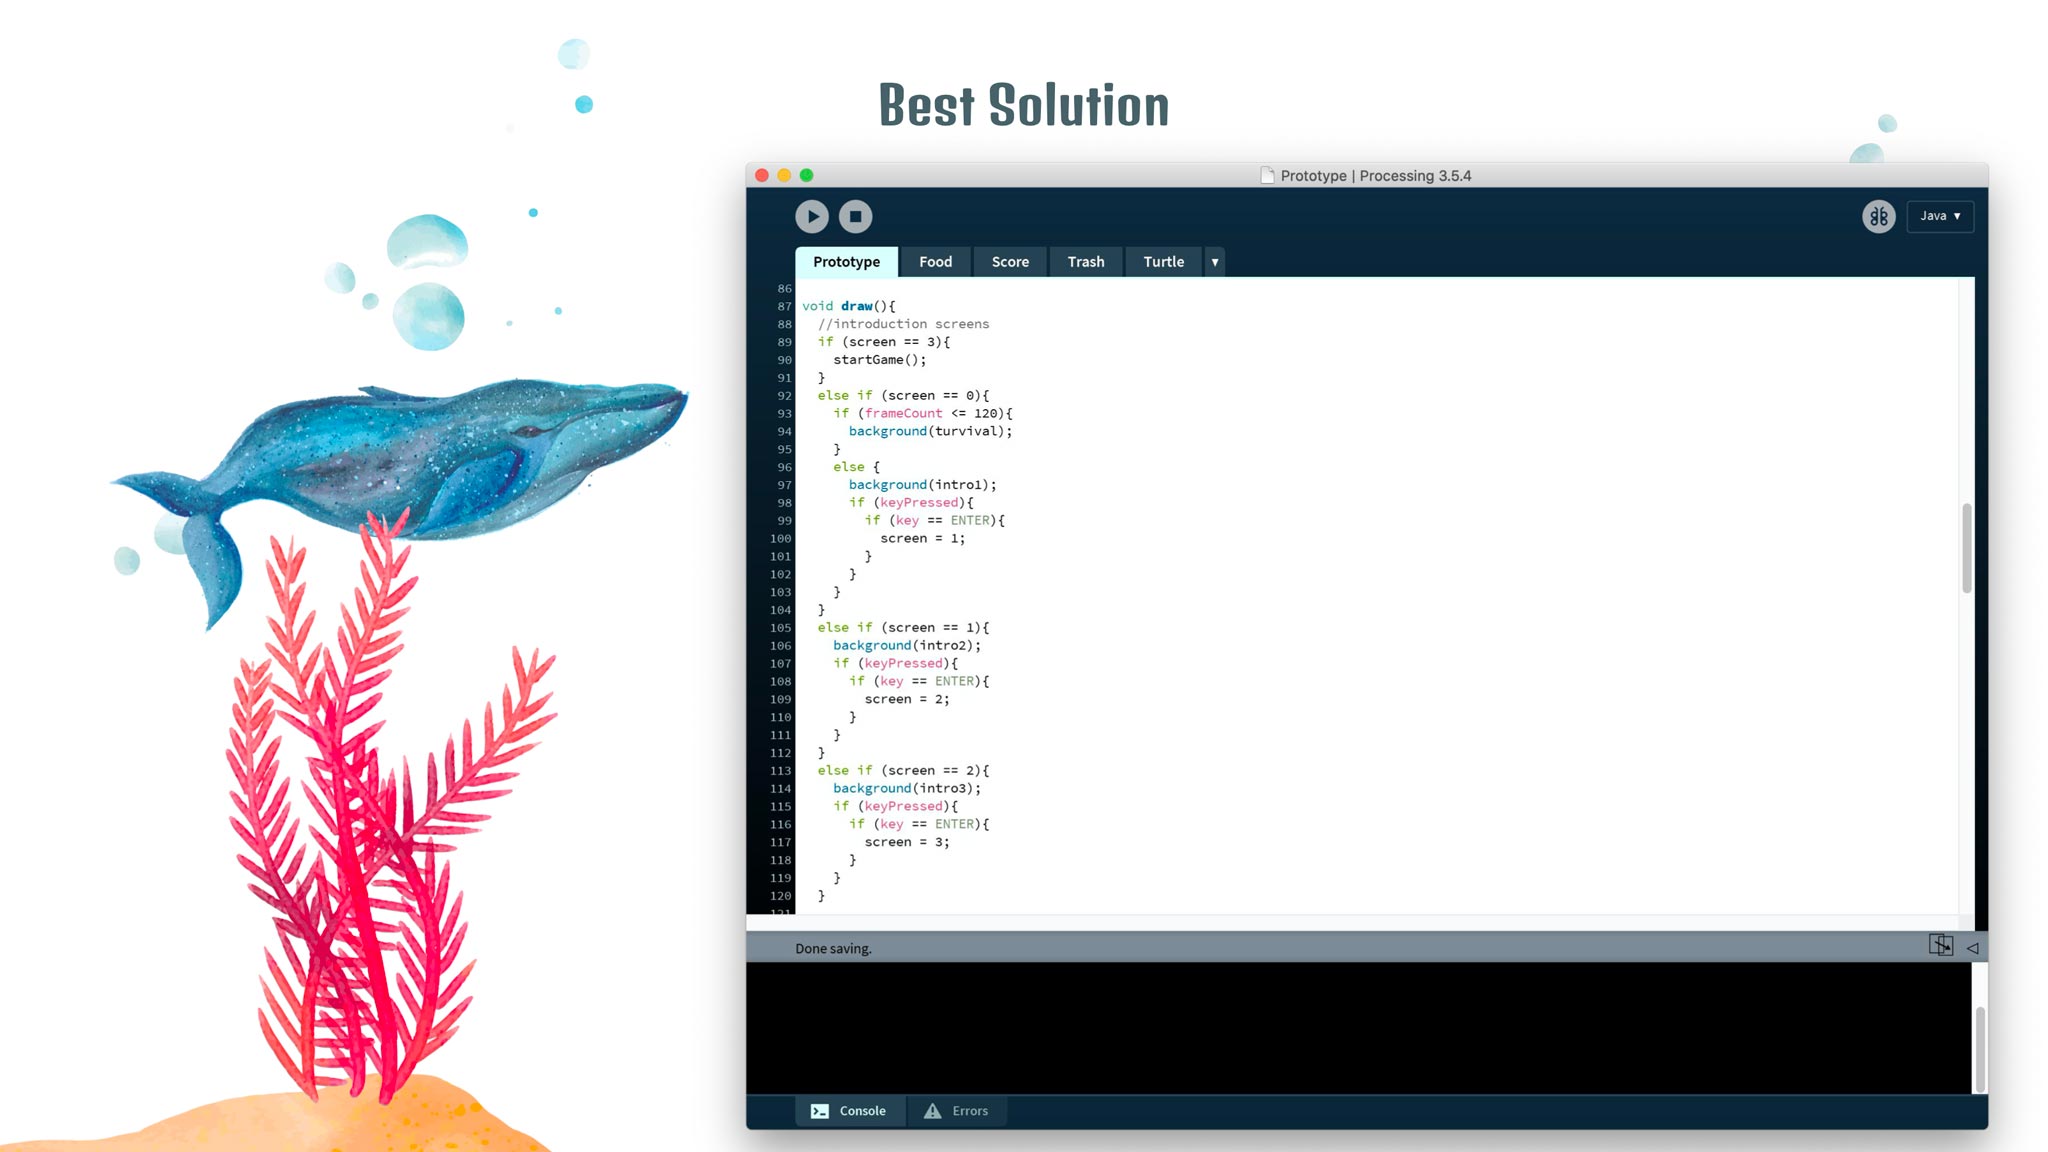 Best Solution
Prototype | Processing 3.5.4
Java ▾
Prototype Food Score Trash Turtle ▾
86
87 void draw(){
88   //introduction screens
89   if (screen == 3){
90     startGame();
91   }
92   else if (screen == 0){
93     if (frameCount <= 120){
94       background(turvival);
95     }
96     else {
97       background(intro1);
98       if (keyPressed){
99         if (key == ENTER){
100           screen = 1;
101         }
102       }
103     }
104   }
105   else if (screen == 1){
106     background(intro2);
107     if (keyPressed){
108       if (key == ENTER){
109         screen = 2;
110       }
111     }
112   }
113   else if (screen == 2){
114     background(intro3);
115     if (keyPressed){
116       if (key == ENTER){
117         screen = 3;
118       }
119     }
120   }
121
Done saving.
Console Errors